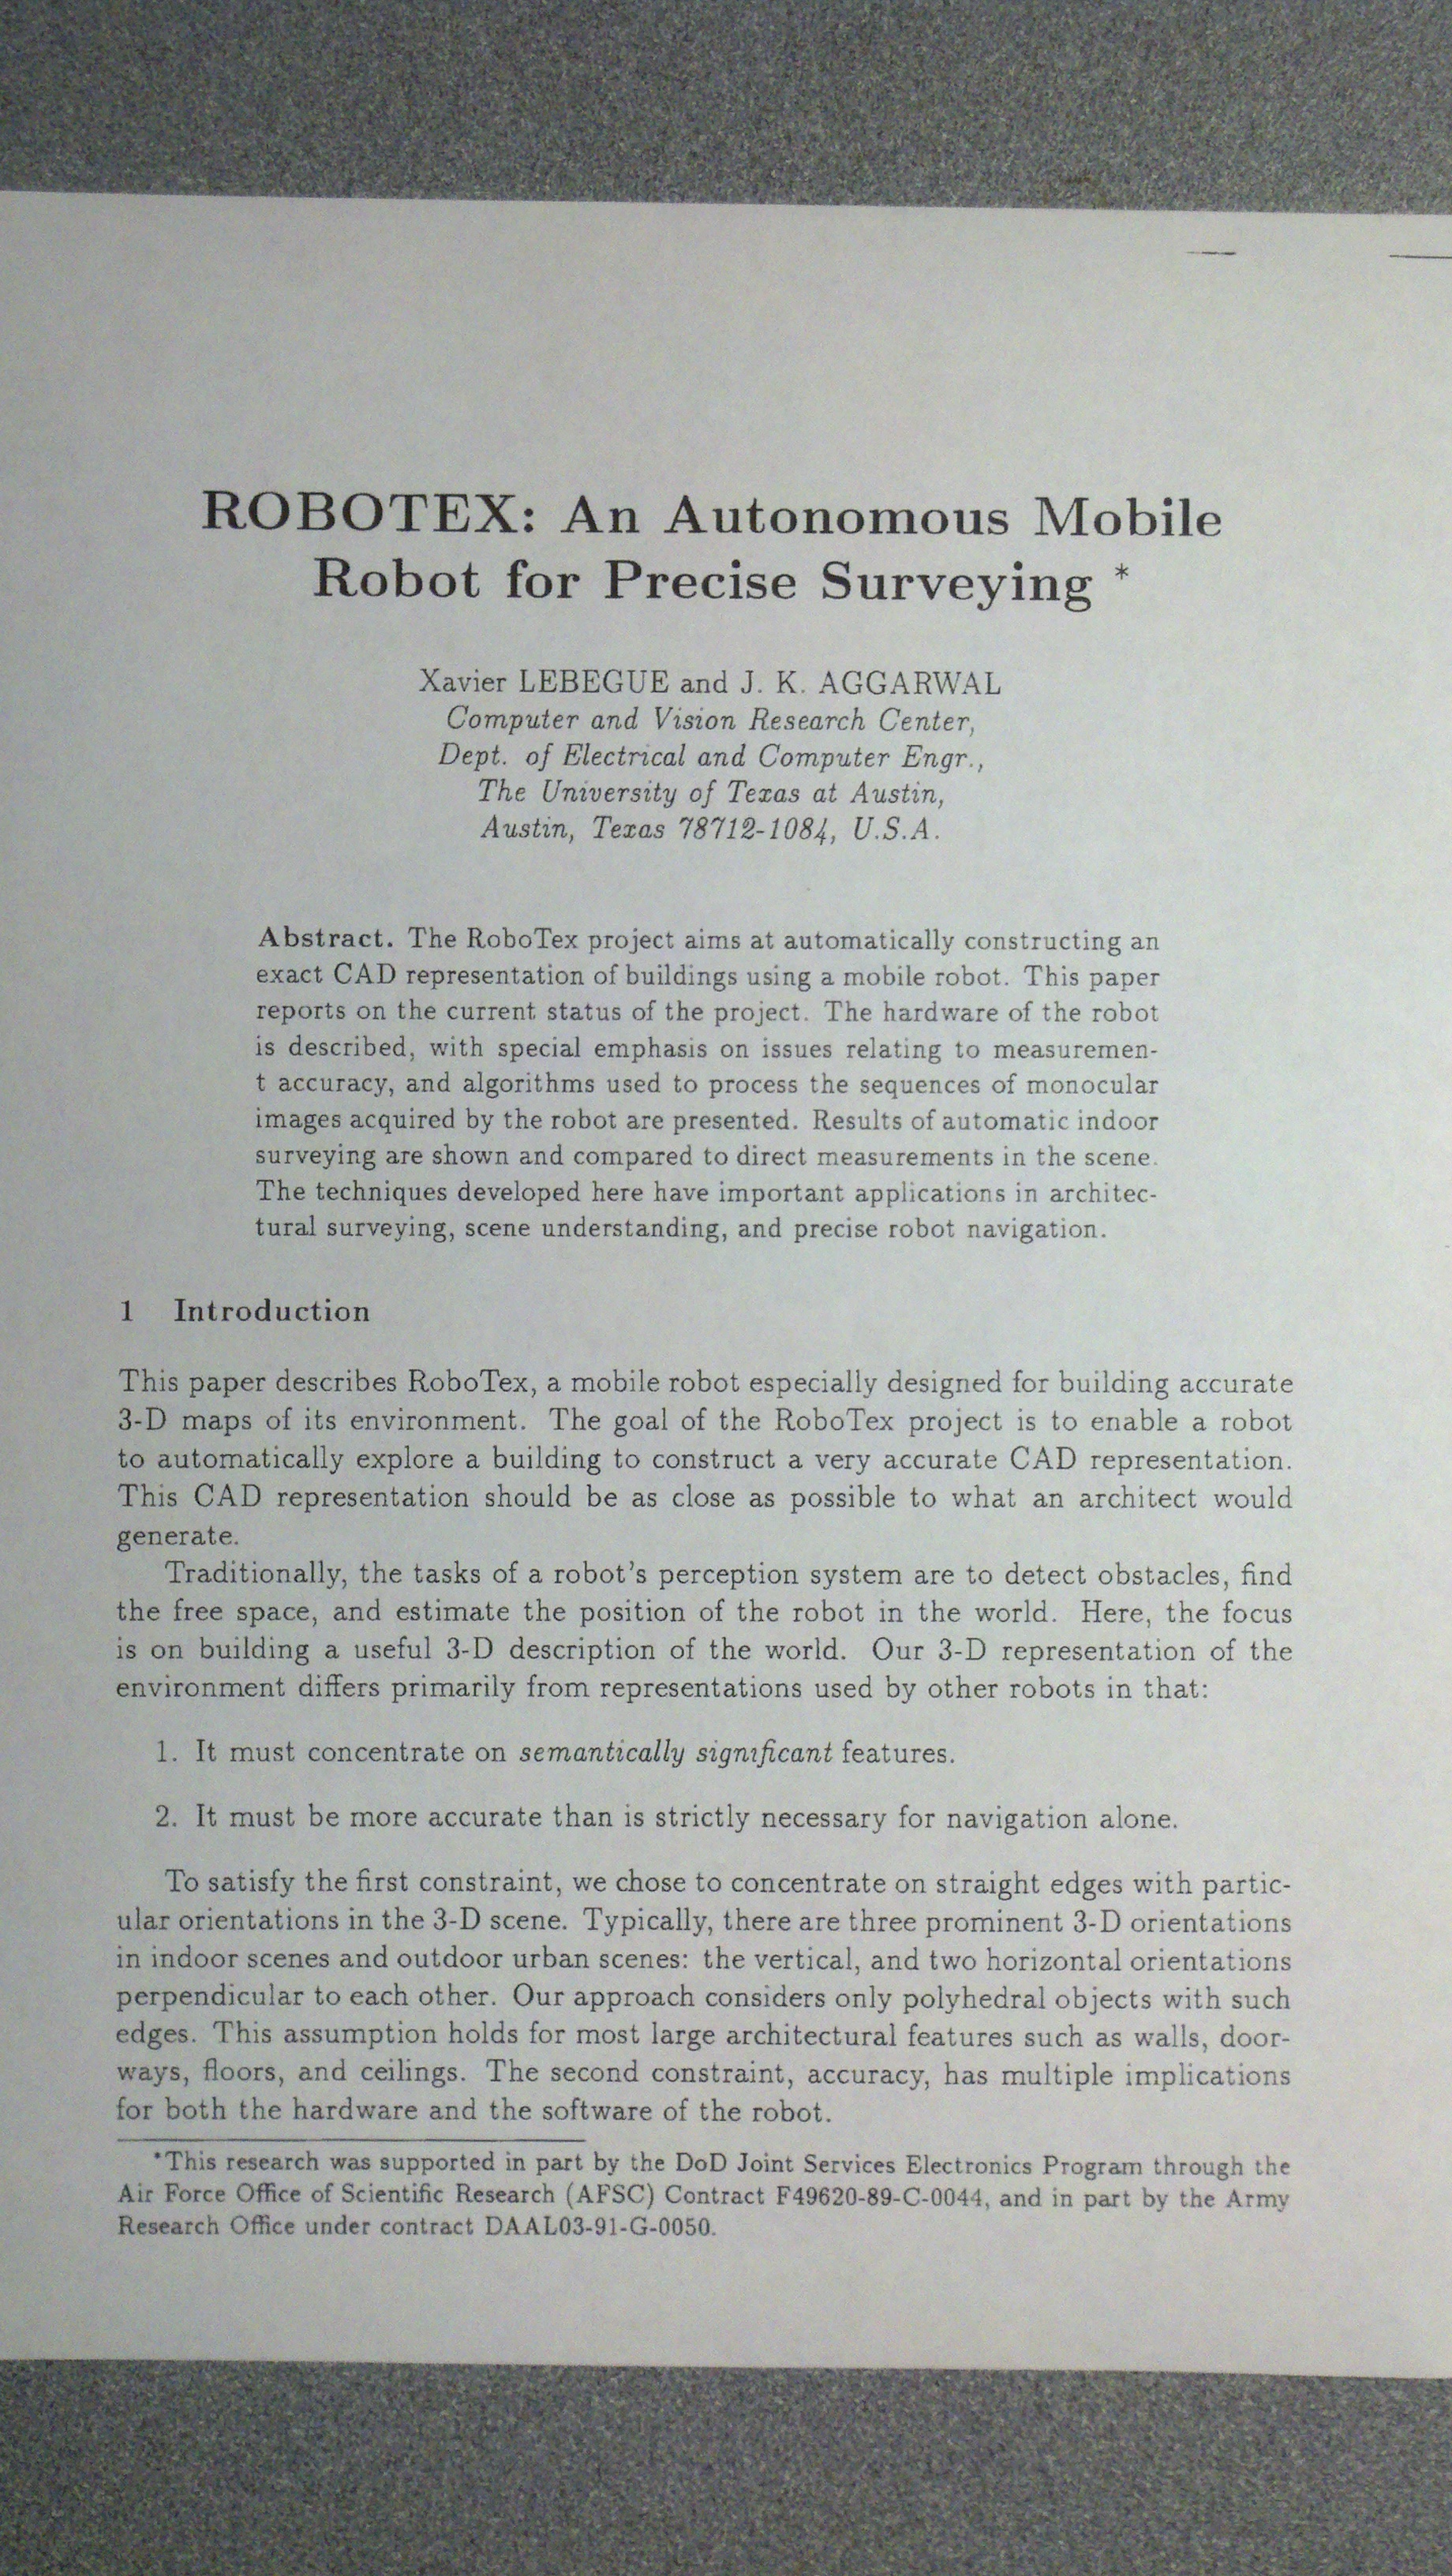 ROBOTEX: An Autonomous Mobile
Robot for Precise Surveying *
Xavier LEBEGUE and J. K. AGGARWAL
Computer and Vision Research Center,
Dept. of Electrical and Computer Engr.,
The University of Texas at Austin,
Austin, Texas 78712-1084, U.S.A.
Abstract. The RoboTex project aims at automatically constructing an
exact CAD representation of buildings using a mobile robot. This paper
reports on the current status of the project. The hardware of the robot
is described, with special emphasis on issues relating to measuremen-
t accuracy, and algorithms used to process the sequences of monocular
images acquired by the robot are presented. Results of automatic indoor
surveying are shown and compared to direct measurements in the scene.
The techniques developed here have important applications in architec-
tural surveying, scene understanding, and precise robot navigation.
1 Introduction
This paper describes RoboTex, a mobile robot especially designed for building accurate
3-D maps of its environment. The goal of the RoboTex project is to enable a robot
to automatically explore a building to construct a very accurate CAD representation.
This CAD representation should be as close as possible to what an architect would
generate.
Traditionally, the tasks of a robot's perception system are to detect obstacles, find
the free space, and estimate the position of the robot in the world. Here, the focus
is on building a useful 3-D description of the world. Our 3-D representation of the
environment differs primarily from representations used by other robots in that:
1. It must concentrate on semantically significant features.
2. It must be more accurate than is strictly necessary for navigation alone.
To satisfy the first constraint, we chose to concentrate on straight edges with partic-
ular orientations in the 3-D scene. Typically, there are three prominent 3-D orientations
in indoor scenes and outdoor urban scenes: the vertical, and two horizontal orientations
perpendicular to each other. Our approach considers only polyhedral objects with such
edges. This assumption holds for most large architectural features such as walls, door-
ways, floors, and ceilings. The second constraint, accuracy, has multiple implications
for both the hardware and the software of the robot.
*This research was supported in part by the DoD Joint Services Electronics Program through the
Air Force Office of Scientific Research (AFSC) Contract F49620-89-C-0044, and in part by the Army
Research Office under contract DAAL03-91-G-0050.